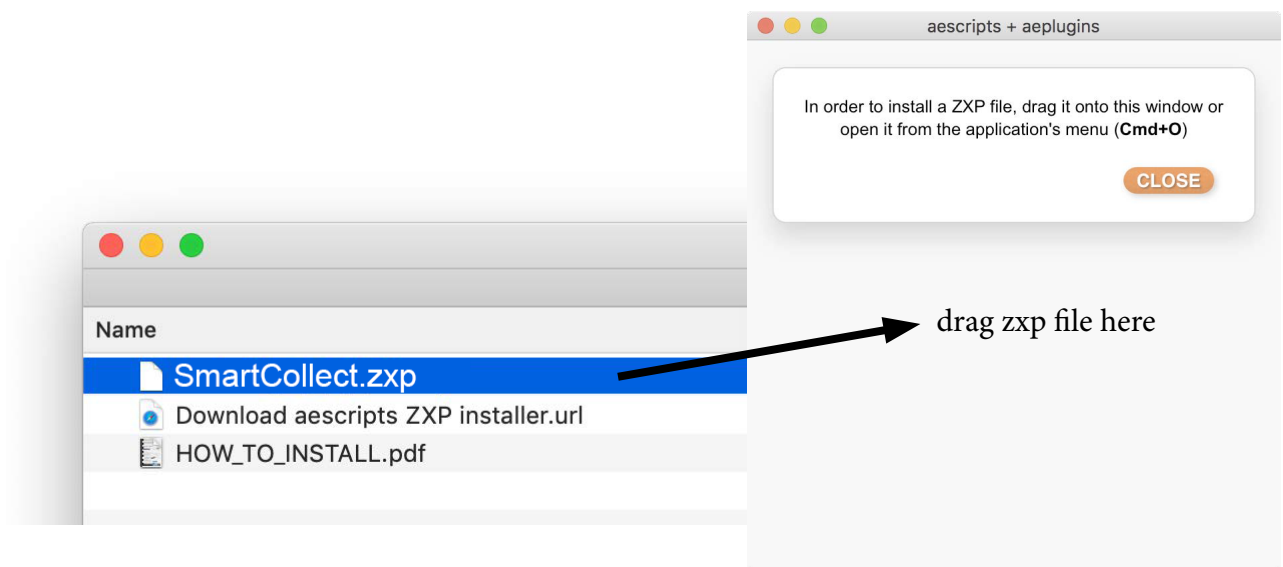 aescripts + aeplugins
In order to install a ZXP file, drag it onto this window or
open it from the application's menu (Cmd+O)
CLOSE
Name
drag zxp file here
SmartCollect.zxp
Download aescripts ZXP installer.url
HOW_TO_INSTALL.pdf